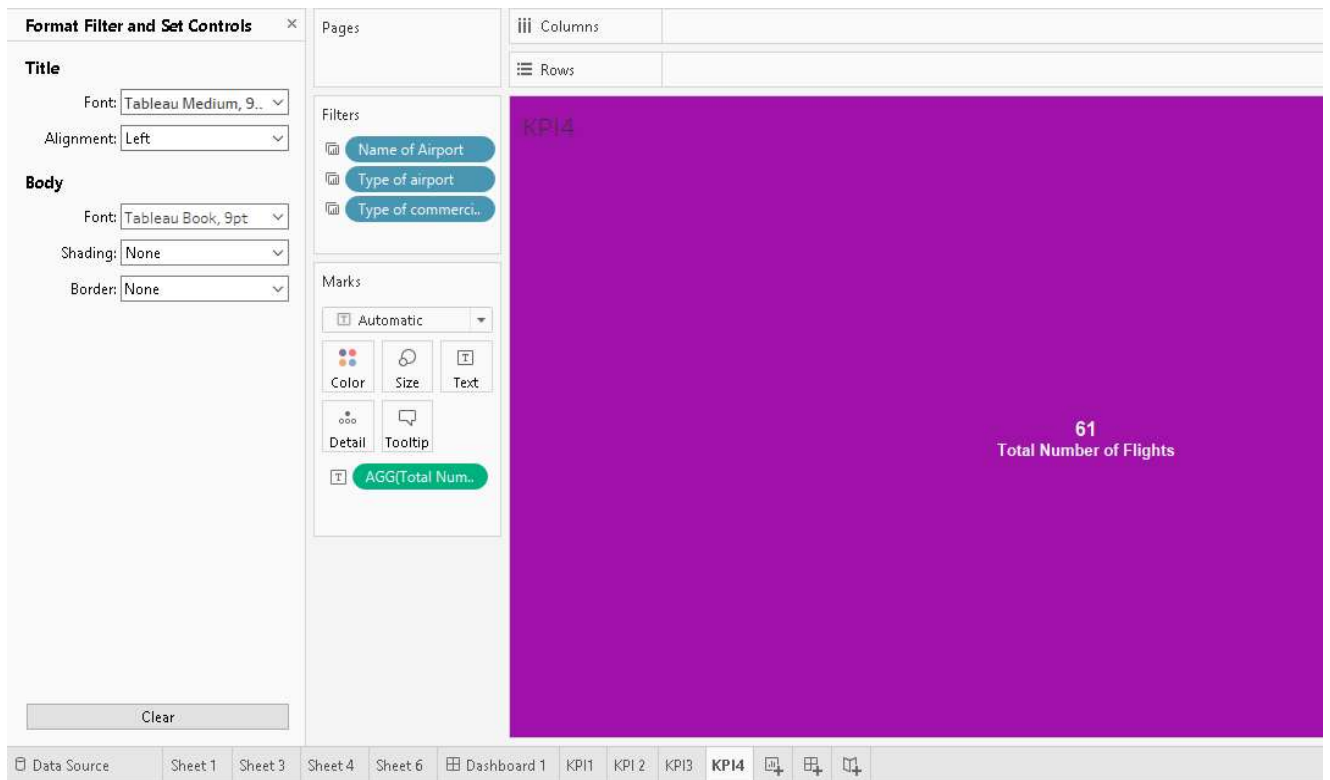 Format Filter and Set Controls
Title
Font: Tableau Medium, 9..
Alignment: Left
Body
Font: Tableau Book, 9pt
Shading: None
Border: None
Clear
Pages
Filters
Name of Airport
Type of airport
Type of commerci..
Marks
Automatic
Color Size Text
Detail Tooltip
AGG(Total Num..
Columns
Rows
KPI4
61
Total Number of Flights
Data Source Sheet 1 Sheet 3 Sheet 4 Sheet 6 Dashboard 1 KPI1 KPI 2 KPI3 KPI4